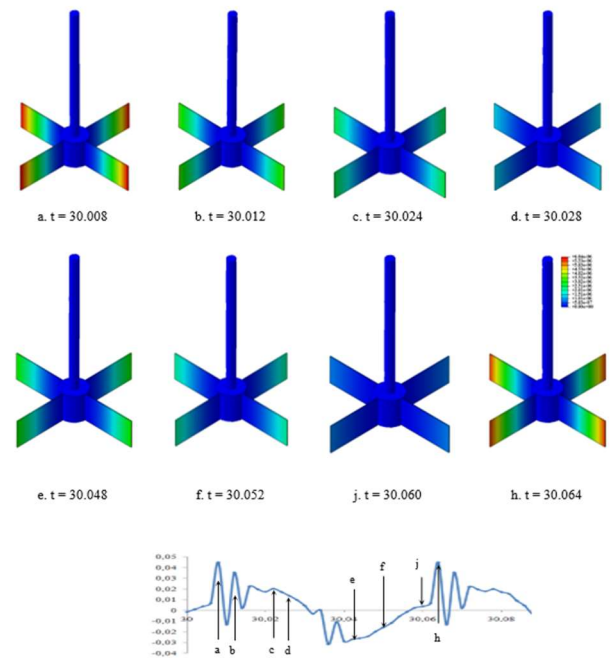 a. t = 30.008
b. t = 30.012
c. t = 30.024
d. t = 30.028
e. t = 30.048
f. t = 30.052
j. t = 30.060
h. t = 30.064
0,05
0,04
0,03
0,02
0,01
0
-0,01
-0,02
-0,03
-0,04
30
30.02
30.04
30.06
30.08
a
b
c
d
e
f
j
h